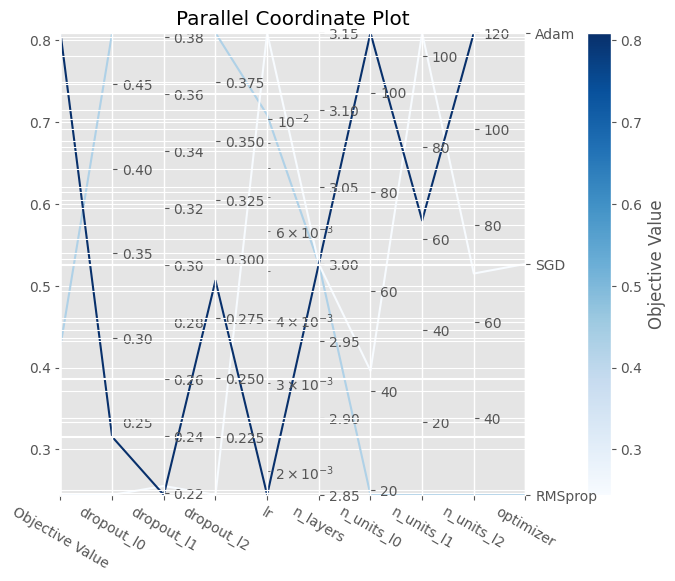 Parallel Coordinate Plot
0.8
0.7
0.6
0.5
0.4
0.3
0.45
0.40
0.35
0.30
0.25
0.38
0.36
0.34
0.32
0.30
0.28
0.26
0.24
0.22
0.375
0.350
0.325
0.300
0.275
0.250
0.225
10⁻²
6 × 10⁻³
4 × 10⁻³
3 × 10⁻³
2 × 10⁻³
3.15
3.10
3.05
3.00
2.95
2.90
2.85
100
80
60
40
20
100
80
60
40
20
120
100
80
60
40
Adam
SGD
RMSprop
Objective Value
dropout_l0
dropout_l1
dropout_l2
lr
n_layers
n_units_l0
n_units_l1
n_units_l2
optimizer
0.8
0.7
0.6
0.5
0.4
0.3
Objective Value